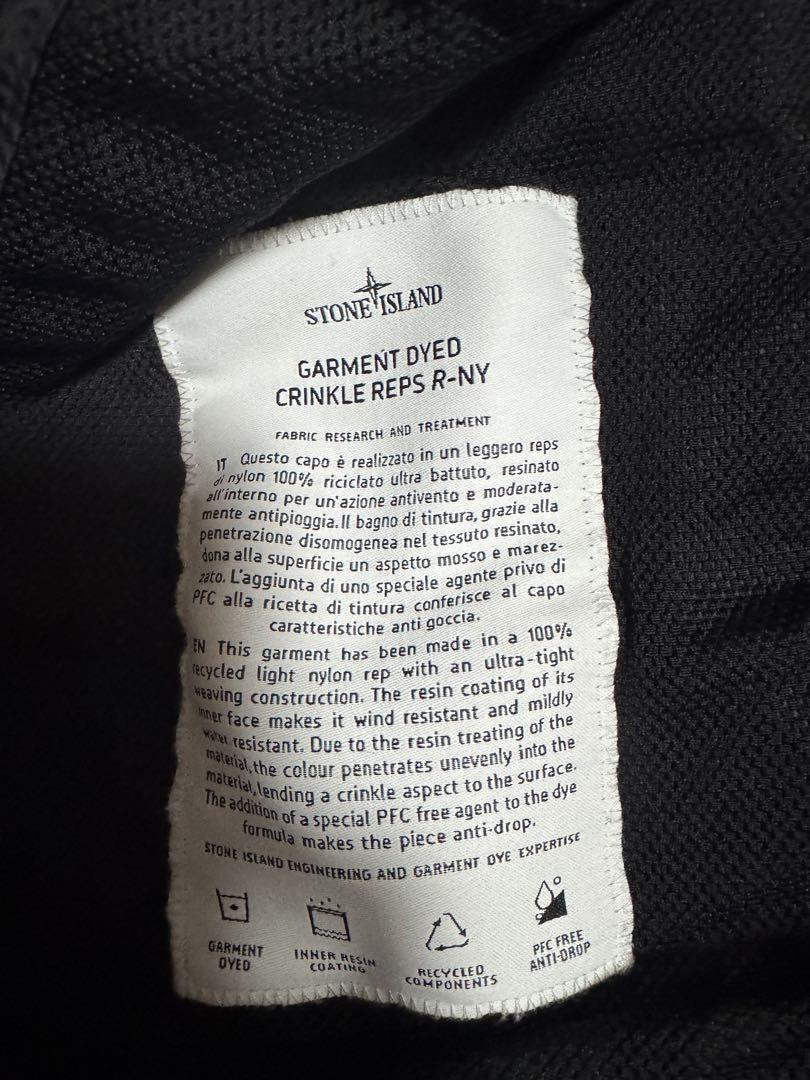 STONE ISLAND
GARMENT DYED
CRINKLE REPS R-NY
FABRIC RESEARCH AND TREATMENT
IT Questo capo è realizzato in un leggero reps
di nylon 100% riciclato ultra battuto, resinato
all'interno per un'azione antivento e moderata-
mente antipioggia. Il bagno di tintura, grazie alla
penetrazione disomogenea nel tessuto resinato,
dona alla superficie un aspetto mosso e marez-
zato. L'aggiunta di uno speciale agente privo di
PFC alla ricetta di tintura conferisce al capo
caratteristiche anti goccia.
EN This garment has been made in a 100%
recycled light nylon rep with an ultra-tight
weaving construction. The resin coating of its
inner face makes it wind resistant and mildly
water resistant. Due to the resin treating of the
material, the colour penetrates unevenly into the
material, lending a crinkle aspect to the surface.
The addition of a special PFC free agent to the dye
formula makes the piece anti-drop.
STONE ISLAND ENGINEERING AND GARMENT DYE EXPERTISE
GARMENT
DYED
INNER RESIN
COATING
RECYCLED
COMPONENTS
PFC FREE
ANTI-DROP